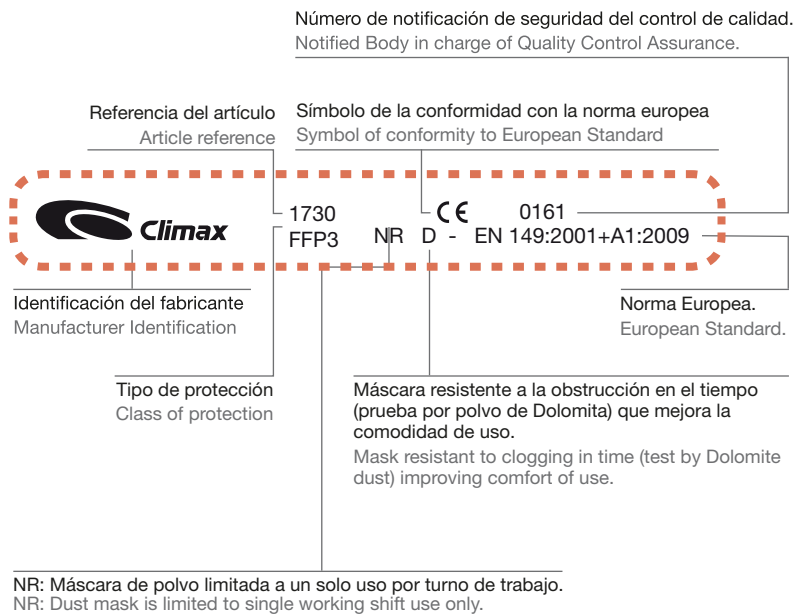 Número de notificación de seguridad del control de calidad.
Notified Body in charge of Quality Control Assurance.
Referencia del artículo
Article reference
Símbolo de la conformidad con la norma europea
Symbol of conformity to European Standard
Climax
1730
CE
0161
FFP3 NR D - EN 149:2001+A1:2009
Identificación del fabricante
Manufacturer Identification
Norma Europea.
European Standard.
Tipo de protección
Class of protection
Máscara resistente a la obstrucción en el tiempo
(prueba por polvo de Dolomita) que mejora la
comodidad de uso.
Mask resistant to clogging in time (test by Dolomite
dust) improving comfort of use.
NR: Máscara de polvo limitada a un solo uso por turno de trabajo.
NR: Dust mask is limited to single working shift use only.